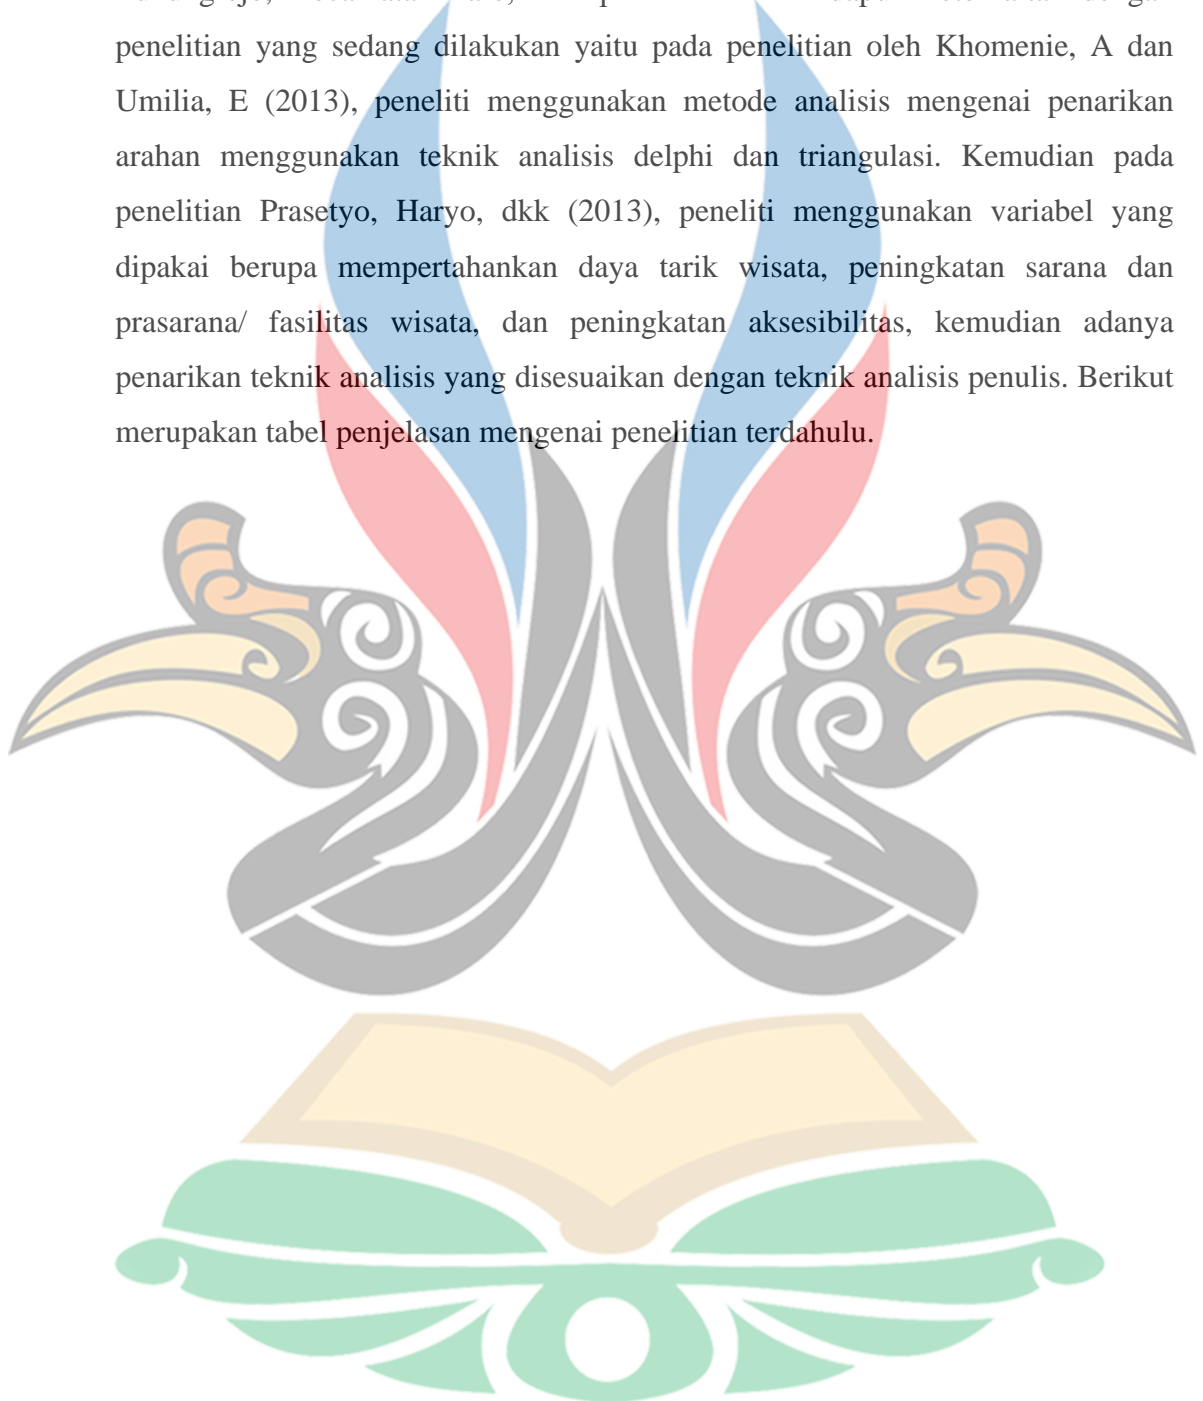 penelitian yang sedang dilakukan yaitu pada penelitian oleh Khomenie, A dan
Umilia, E (2013), peneliti menggunakan metode analisis mengenai penarikan
arahan menggunakan teknik analisis delphi dan triangulasi. Kemudian pada
penelitian Prasetyo, Haryo, dkk (2013), peneliti menggunakan variabel yang
dipakai berupa mempertahankan daya tarik wisata, peningkatan sarana dan
prasarana/ fasilitas wisata, dan peningkatan aksesibilitas, kemudian adanya
penarikan teknik analisis yang disesuaikan dengan teknik analisis penulis. Berikut
merupakan tabel penjelasan mengenai penelitian terdahulu.